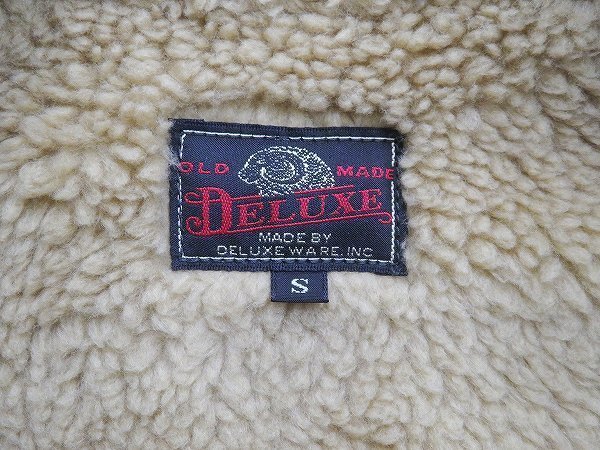 OLD MADE
DELUXE
MADE BY
DELUXE WARE, INC
S